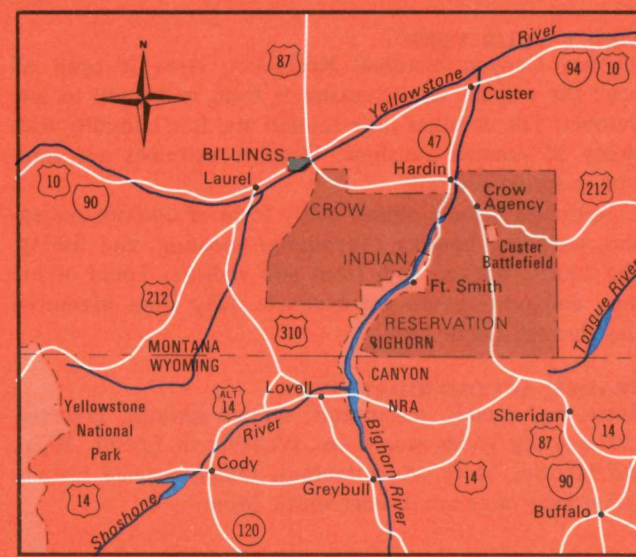 N
87
River
94
10
Yellowstone
Custer
47
BILLINGS
Laurel
Hardin
10
90
Crow
Agency
212
CROW
Custer
Battlefield
INDIAN
Ft. Smith
212
310
RESERVATION
Tongue River
MONTANA
WYOMING
BIGHORN
CANYON
NRA
ALT
14
Lovell
Yellowstone
National
Park
River
Bighorn River
Sheridan
14
87
Cody
Greybull
14
90
14
Shoshone
120
Buffalo